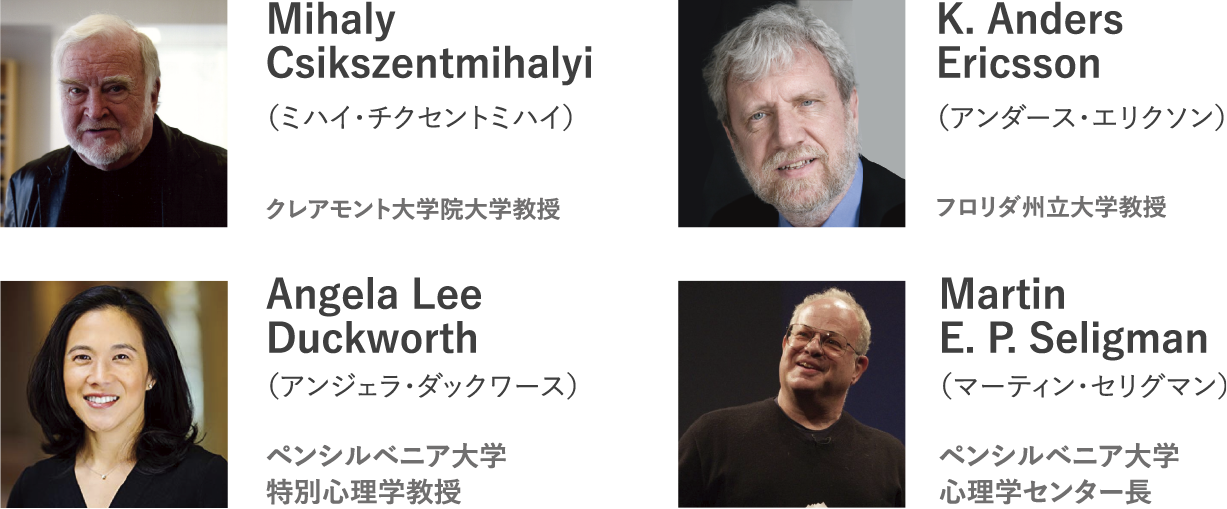 Mihaly
Csikszentmihalyi
（ミハイ・チクセントミハイ）
クレアモント大学院大学教授
K. Anders
Ericsson
（アンダース・エリクソン）
フロリダ州立大学教授
Angela Lee
Duckworth
（アンジェラ・ダックワース）
ペンシルベニア大学
特別心理学教授
Martin
E. P. Seligman
（マーティン・セリグマン）
ペンシルベニア大学
心理学センター長